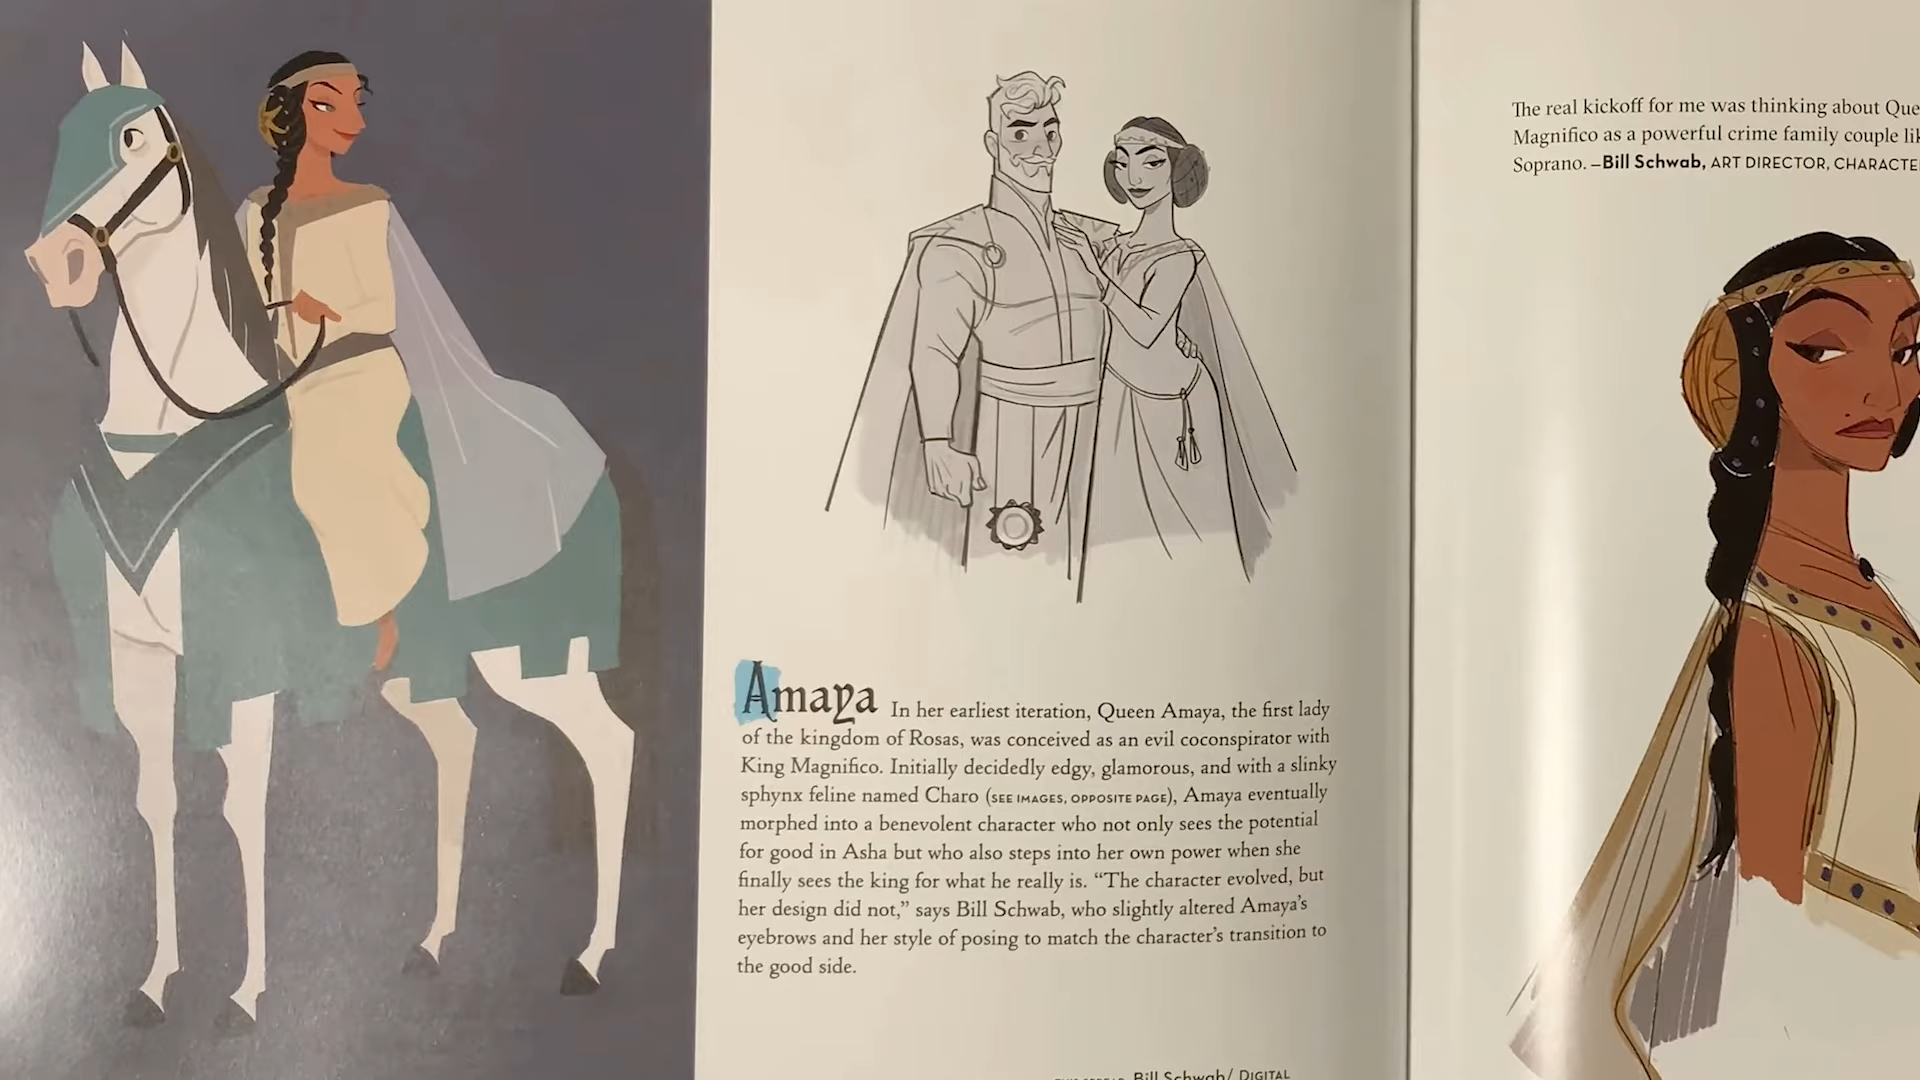 The real kickoff for me was thinking about
Magnifico as a powerful crime family couple
Soprano. –Bill Schwab, ART DIRECTOR,
Amaya In her earliest iteration, Queen Amaya, the first lady
of the kingdom of Rosas, was conceived as an evil coconspirator with
King Magnifico. Initially decidedly edgy, glamorous, and with a slinky
sphynx feline named Charo (SEE IMAGES, OPPOSITE PAGE), Amaya eventually
morphed into a benevolent character who not only sees the potential
for good in Asha but who also steps into her own power when she
finally sees the king for what he really is. “The character evolved, but
her design did not,” says Bill Schwab, who slightly altered Amaya’s
eyebrows and her style of posing to match the character’s transition to
the good side.
Bill Schwab/ DIGITAL